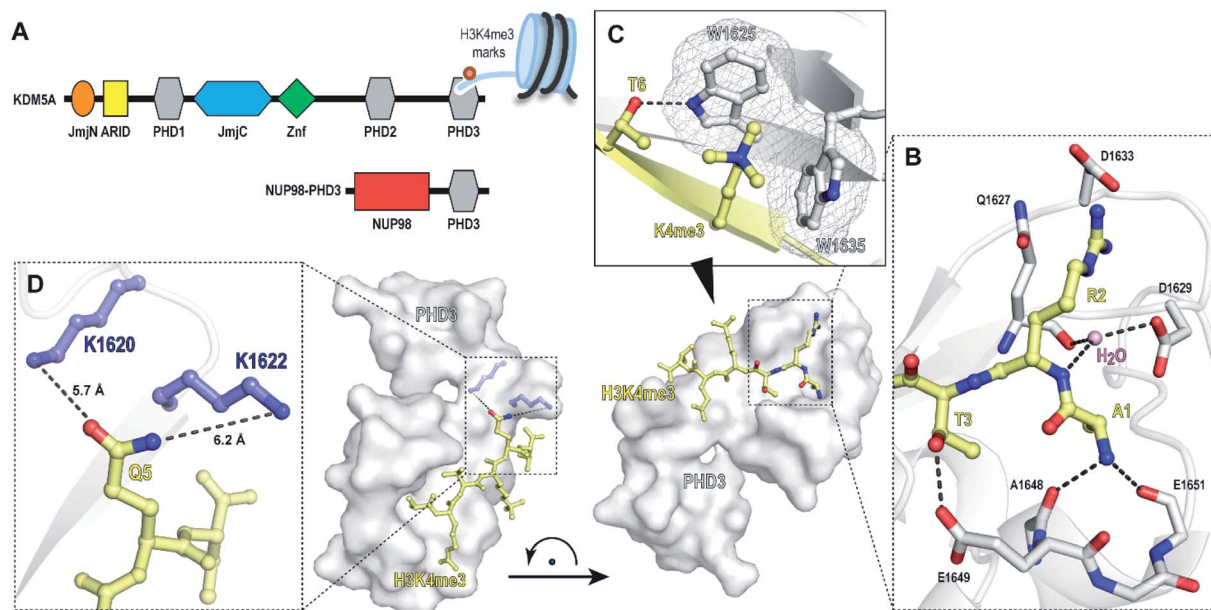 A
H3K4me3
marks
KDM5A
JmjN ARID PHD1 JmjC Znf PHD2 PHD3
NUP98-PHD3
NUP98 PHD3
C
W1625
T6
K4me3
W1635
B
D1633
Q1627
R2
D1629
H₂O
T3
A1
A1648
E1651
E1649
D
K1620
K1622
5.7 Å
6.2 Å
Q5
PHD3
H3K4me3
H3K4me3
PHD3